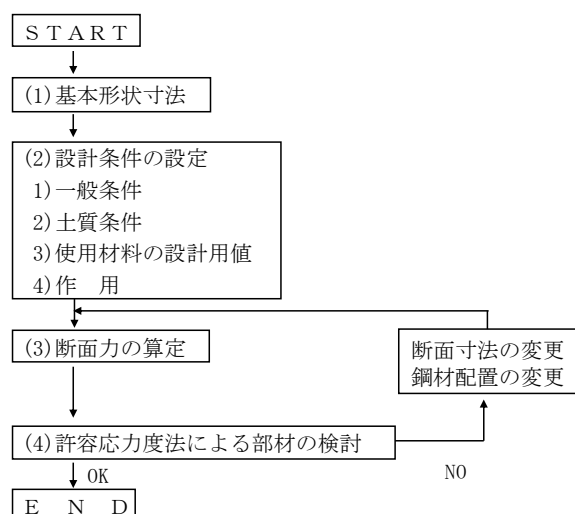 ＳＴＡＲＴ
(1)基本形状寸法
(2)設計条件の設定
1)一般条件
2)土質条件
3)使用材料の設計用値
4)作　用
(3)断面力の算定
断面寸法の変更
鋼材配置の変更
(4)許容応力度法による部材の検討
OK
NO
Ｅ　Ｎ　Ｄ